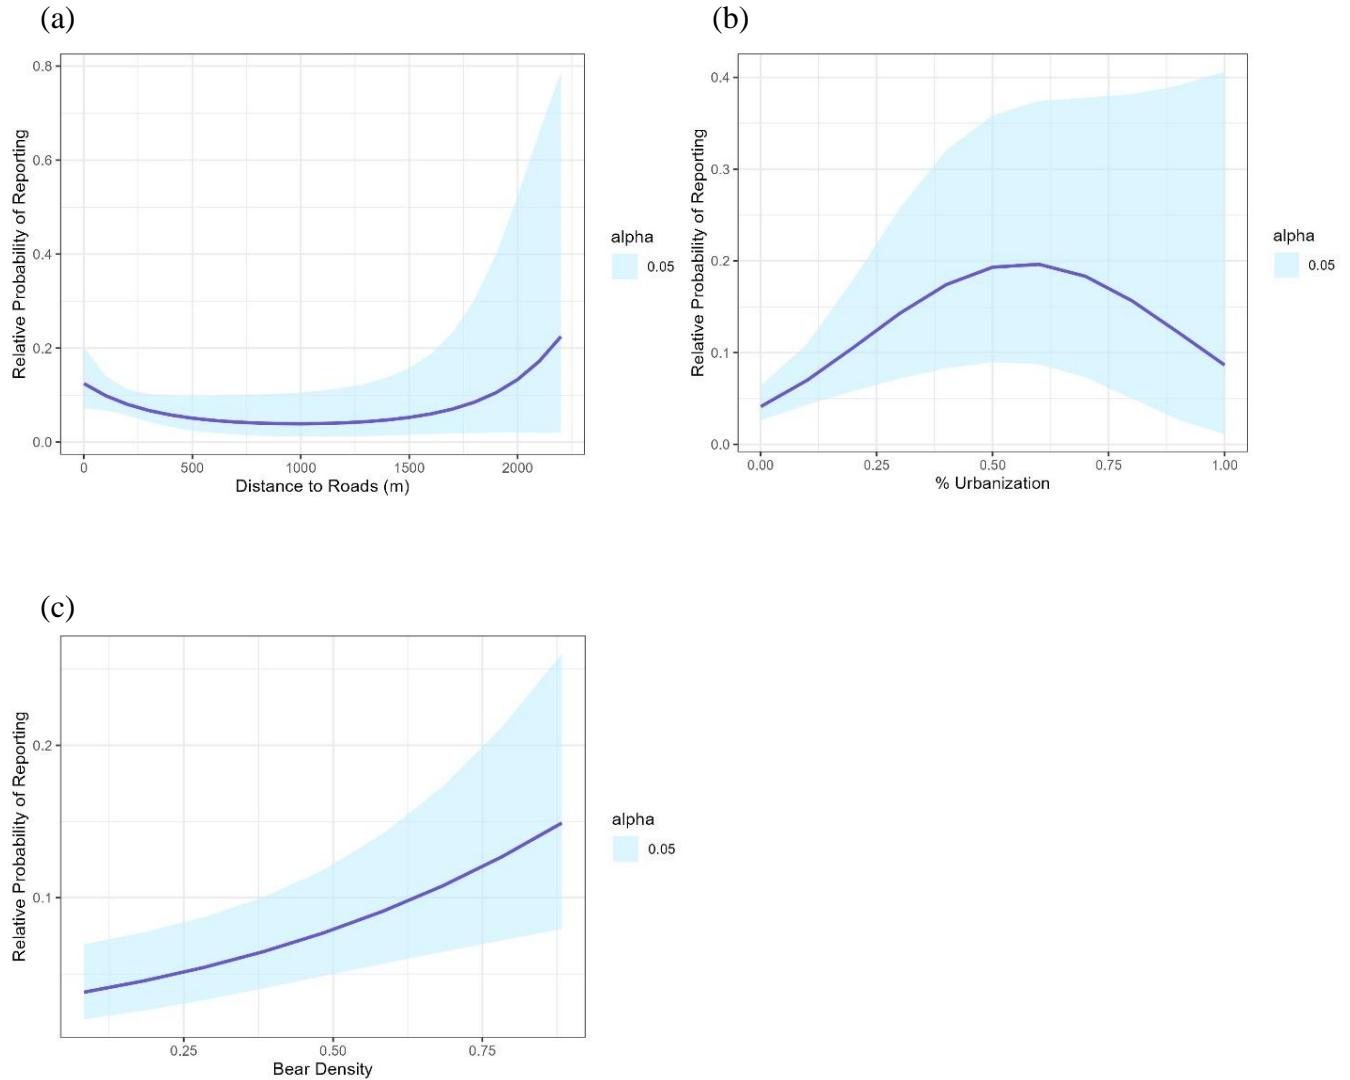 (a)
0.8
0.6
0.4
0.2
0.0
Relative Probability of Reporting
0
500
1000
1500
2000
Distance to Roads (m)
alpha
0.05
(b)
0.4
0.3
0.2
0.1
0.0
Relative Probability of Reporting
0.00
0.25
0.50
0.75
1.00
% Urbanization
alpha
0.05
(c)
0.2
0.1
Relative Probability of Reporting
0.25
0.50
0.75
Bear Density
alpha
0.05